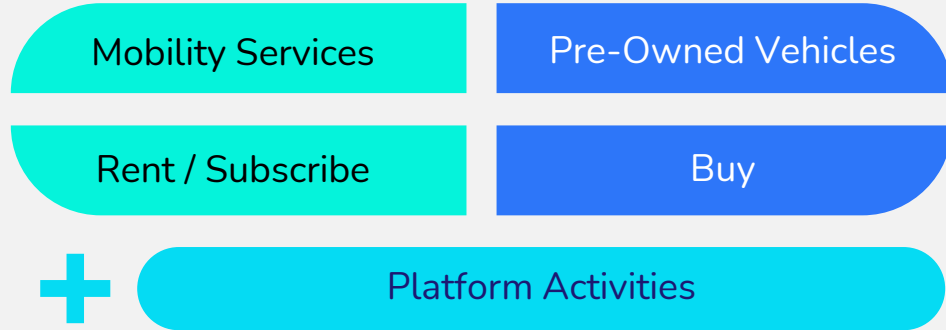 Mobility Services
Pre-Owned Vehicles
Rent / Subscribe
Buy
Platform Activities